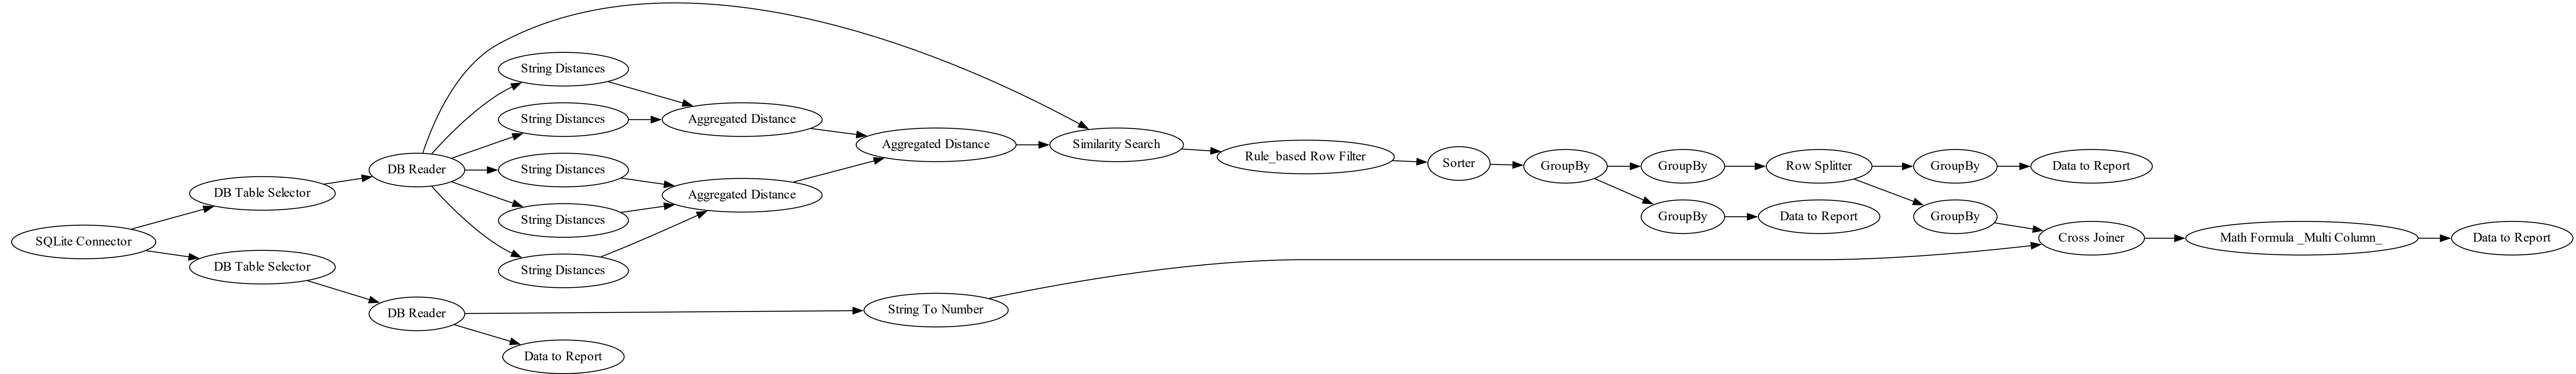 SQLite Connector
DB Table Selector
DB Table Selector
DB Reader
DB Reader
String Distances
String Distances
String Distances
String Distances
String Distances
Data to Report
Aggregated Distance
Aggregated Distance
Aggregated Distance
String To Number
Similarity Search
Rule_based Row Filter
Sorter
GroupBy
GroupBy
GroupBy
Row Splitter
Data to Report
GroupBy
GroupBy
Data to Report
Cross Joiner
Math Formula _Multi Column_
Data to Report